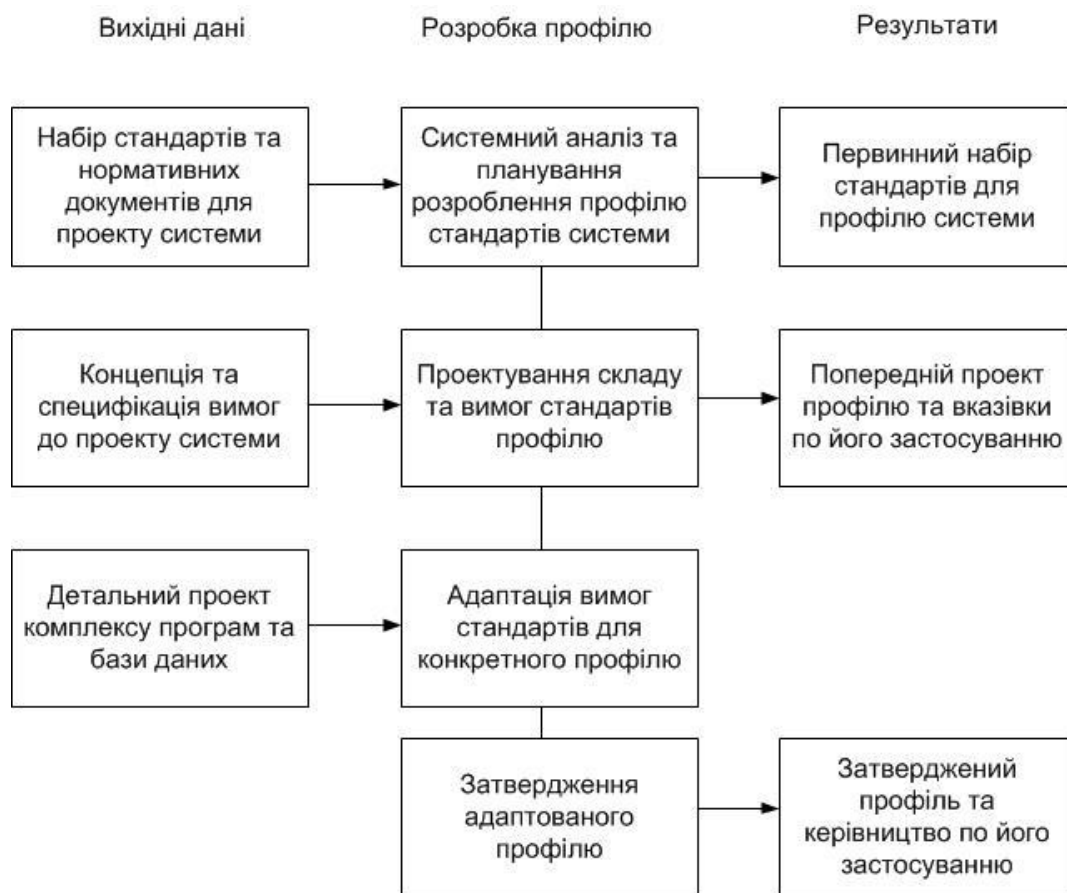 Вихідні дані
Розробка профілю
Результати
Набір стандартів та
нормативних
документів для
проекту системи
Системний аналіз та
планування
розроблення профілю
стандартів системи
Первинний набір
стандартів для
профілю системи
Концепція та
специфікація вимог
до проекту системи
Проектування складу
та вимог стандартів
профілю
Попередній проект
профілю та вказівки
по його застосуванню
Детальний проект
комплексу програм та
бази даних
Адаптація вимог
стандартів для
конкретного профілю
Затвердження
адаптованого
профілю
Затверджений
профіль та
керівництво по його
застосуванню